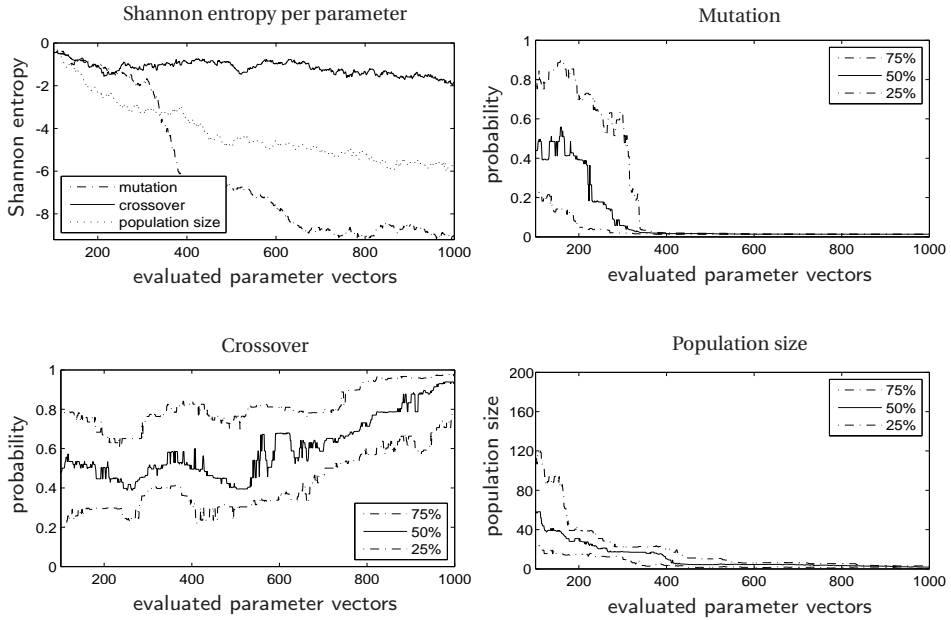 Shannon entropy per parameter
0
-2
-4
-6
-8
Shannon entropy
mutation
crossover
population size
200 400 600 800 1000
evaluated parameter vectors
Mutation
1
0.8
0.6
0.4
0.2
0
probability
75%
50%
25%
200 400 600 800 1000
evaluated parameter vectors
Crossover
1
0.8
0.6
0.4
0.2
0
probability
75%
50%
25%
200 400 600 800 1000
evaluated parameter vectors
Population size
200
160
120
80
40
0
population size
75%
50%
25%
200 400 600 800 1000
evaluated parameter vectors